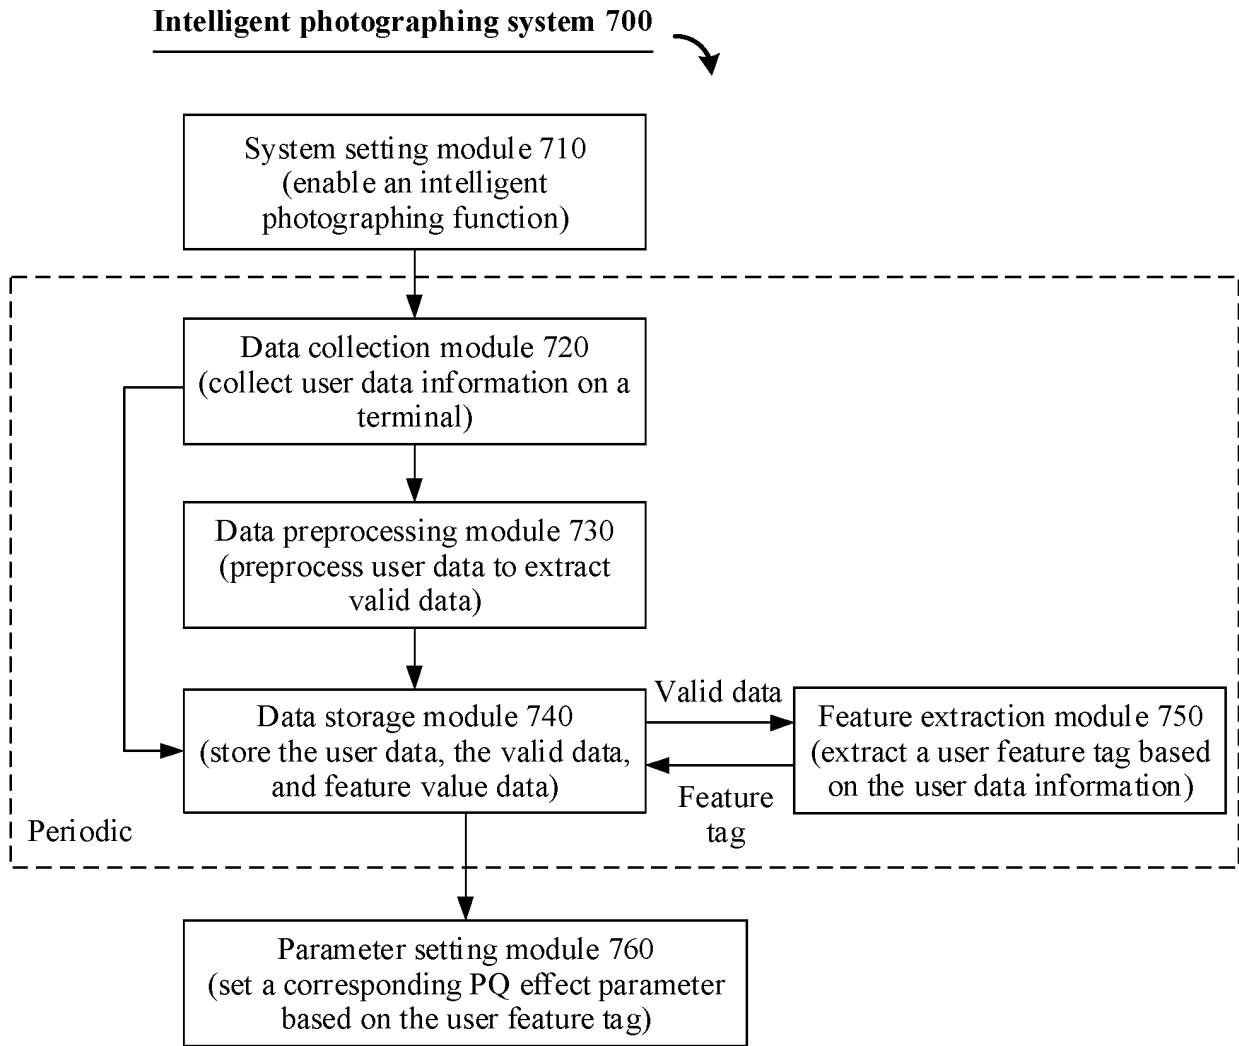 Intelligent photographing system 700
System setting module 710
(enable an intelligent
photographing function)
Data collection module 720
(collect user data information on a
terminal)
Data preprocessing module 730
(preprocess user data to extract
valid data)
Data storage module 740
(store the user data, the valid data,
and feature value data)
Valid data
Feature
tag
Feature extraction module 750
(extract a user feature tag based
on the user data information)
Periodic
Parameter setting module 760
(set a corresponding PQ effect parameter
based on the user feature tag)